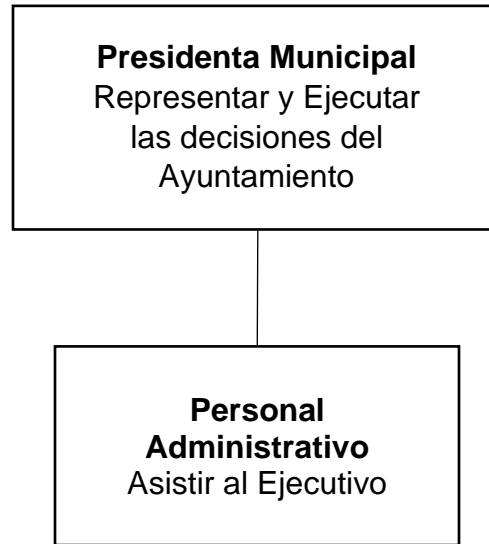 Presidenta Municipal
Representar y Ejecutar
las decisiones del
Ayuntamiento
Personal
Administrativo
Asistir al Ejecutivo